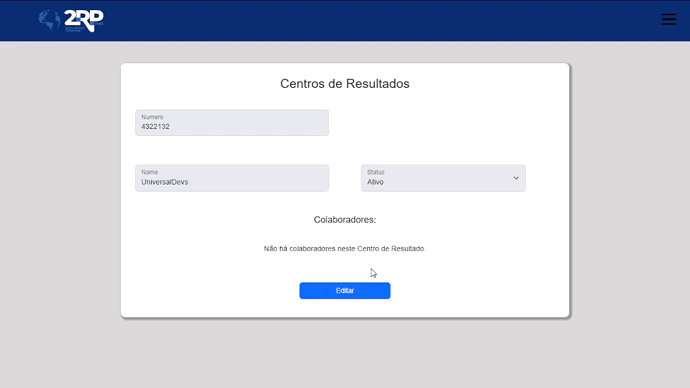 2RP
Centros de Resultados
Numero
4322132
Nome
UniversalDevs
Status
Ativo
Colaboradores:
Não há colaboradores neste Centro de Resultado.
Editar